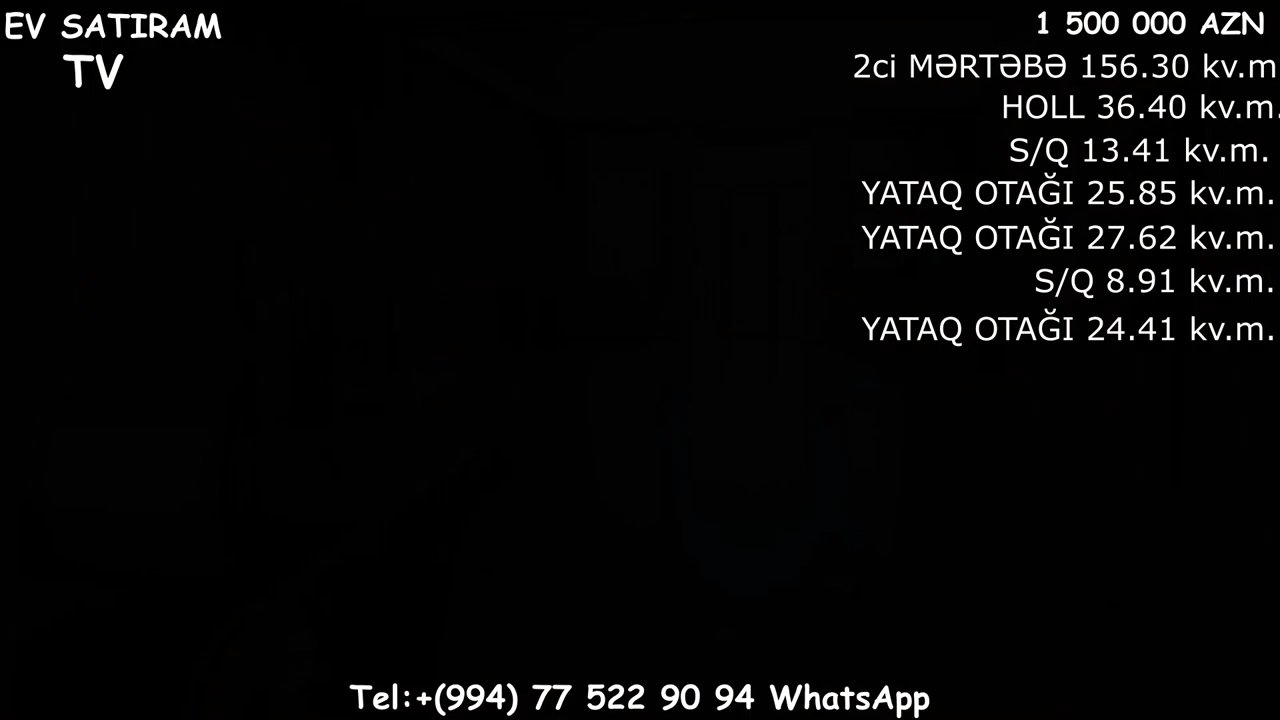 EV SATIRAM
TV
1 500 000 AZN
2ci MƏRTƏBƏ 156.30 kv.m
HOLL 36.40 kv.m.
S/Q 13.41 kv.m.
YATAQ OTAĞI 25.85 kv.m.
YATAQ OTAĞI 27.62 kv.m.
S/Q 8.91 kv.m.
YATAQ OTAĞI 24.41 kv.m.
Tel:+(994) 77 522 90 94 WhatsApp